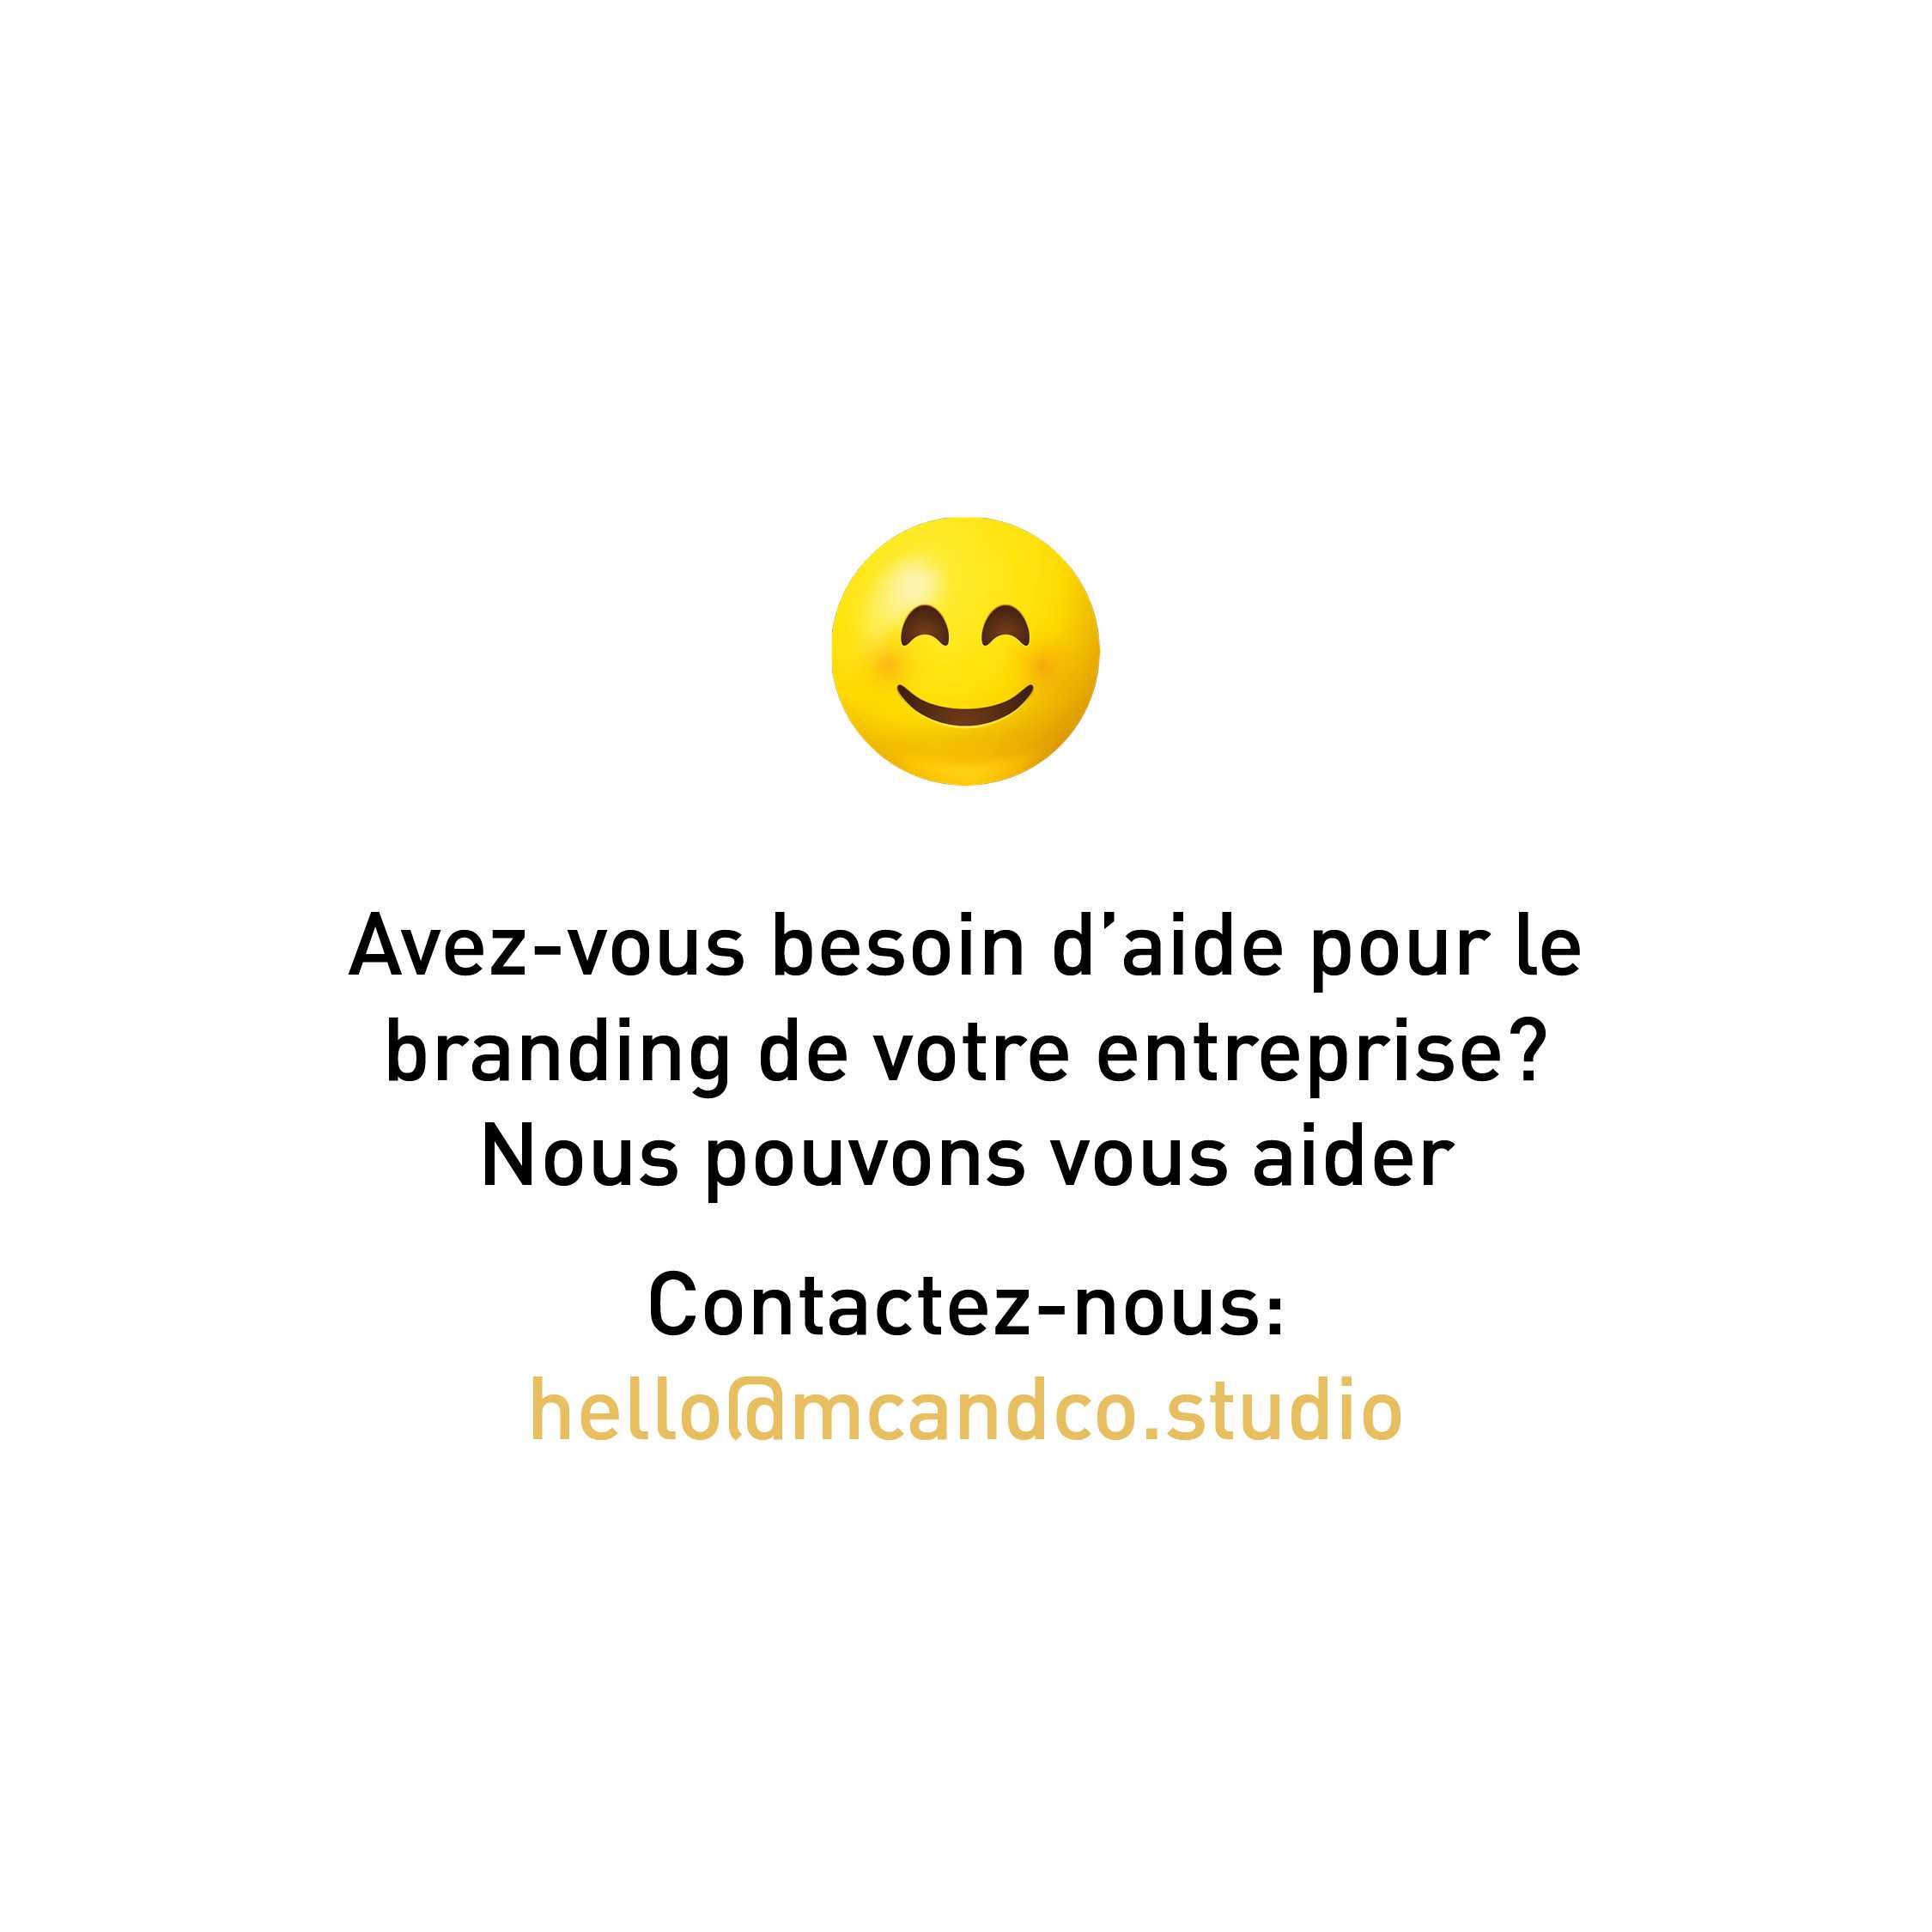 Avez-vous besoin d’aide pour le
branding de votre entreprise?
Nous pouvons vous aider
Contactez-nous:
hello@mcandco.studio